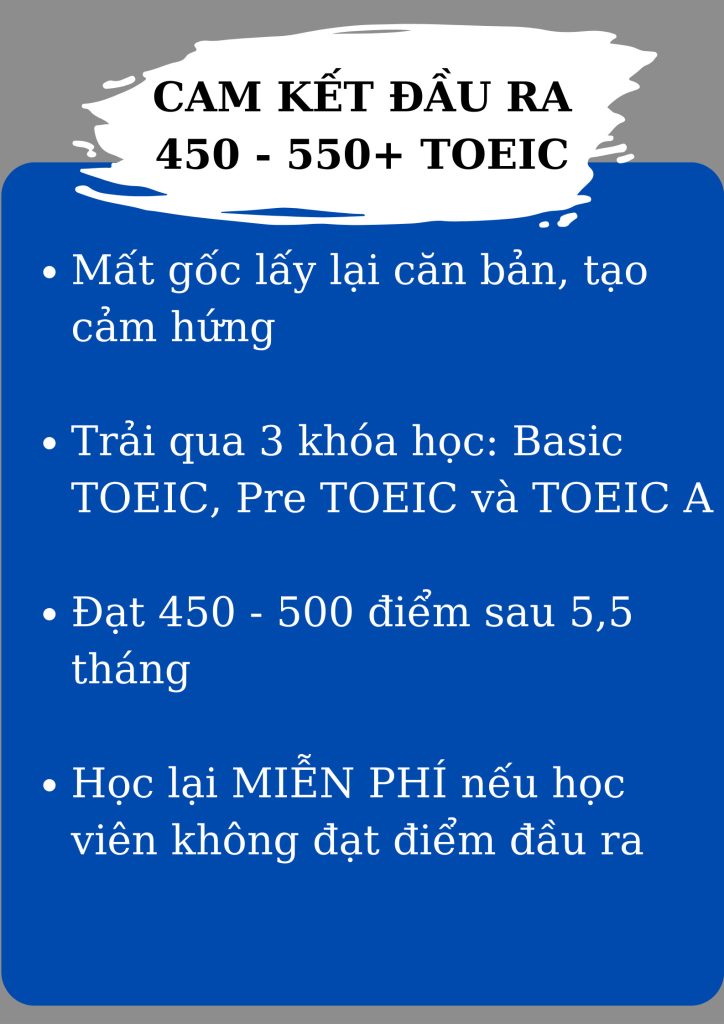 CAM KẾT ĐẦU RA
450 - 550+ TOEIC
• Mất gốc lấy lại căn bản, tạo
cảm hứng
• Trải qua 3 khóa học: Basic
TOEIC, Pre TOEIC và TOEIC A
• Đạt 450 - 500 điểm sau 5,5
tháng
• Học lại MIỄN PHÍ nếu học
viên không đạt điểm đầu ra